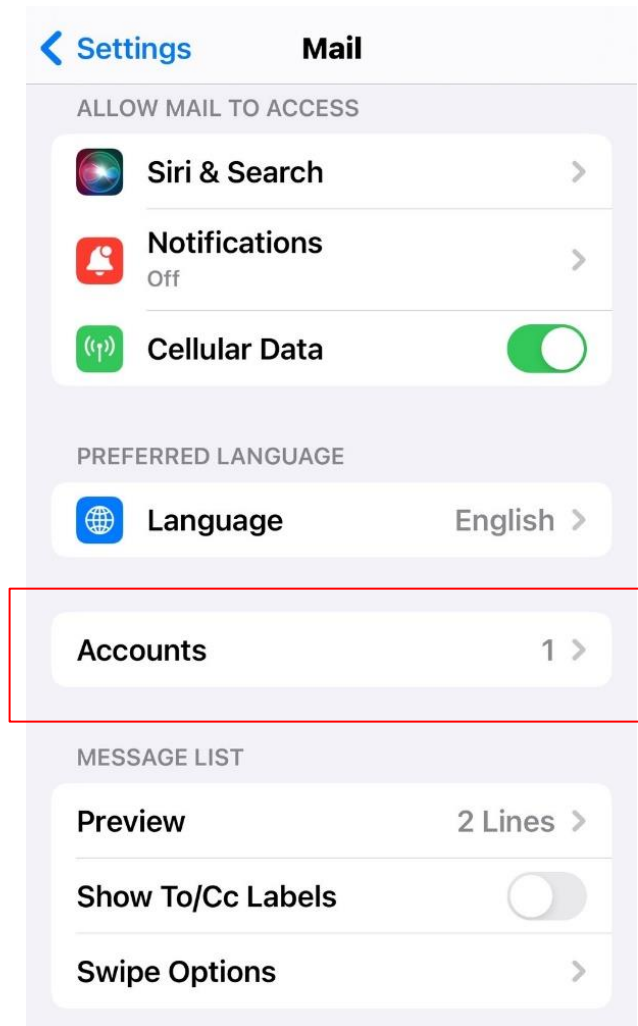 Settings Mail
ALLOW MAIL TO ACCESS
Siri & Search
Notifications
Off
Cellular Data
PREFERRED LANGUAGE
Language English
Accounts 1
MESSAGE LIST
Preview 2 Lines
Show To/Cc Labels
Swipe Options